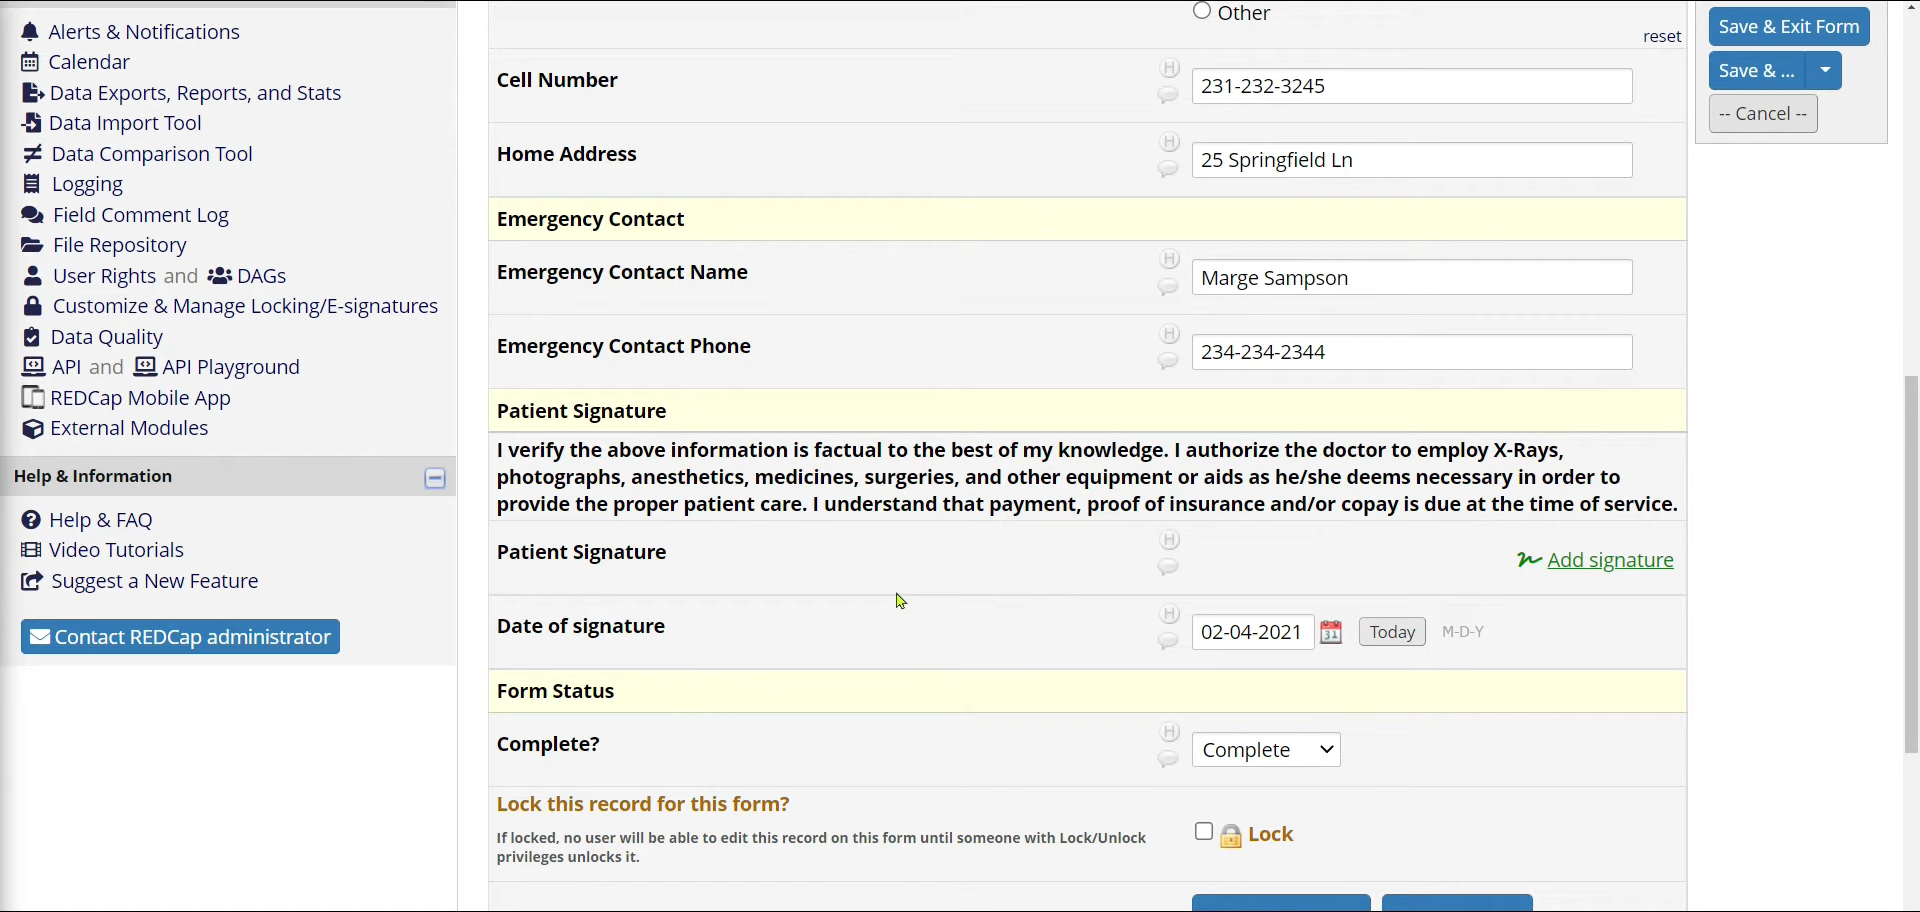 Alerts & Notifications
Calendar
Data Exports, Reports, and Stats
Data Import Tool
Data Comparison Tool
Logging
Field Comment Log
File Repository
User Rights and DAGs
Customize & Manage Locking/E-signatures
Data Quality
API and API Playground
REDCap Mobile App
External Modules
Help & Information
Help & FAQ
Video Tutorials
Suggest a New Feature
Contact REDCap administrator
Other
reset
Cell Number
H
231-232-3245
Home Address
H
25 Springfield Ln
Emergency Contact
Emergency Contact Name
H
Marge Sampson
Emergency Contact Phone
H
234-234-2344
Patient Signature
I verify the above information is factual to the best of my knowledge. I authorize the doctor to employ X-Rays,
photographs, anesthetics, medicines, surgeries, and other equipment or aids as he/she deems necessary in order to
provide the proper patient care. I understand that payment, proof of insurance and/or copay is due at the time of service.
Patient Signature
H
Add signature
Date of signature
H
02-04-2021
31
Today
M-D-Y
Form Status
Complete?
H
Complete
Lock this record for this form?
If locked, no user will be able to edit this record on this form until someone with Lock/Unlock
privileges unlocks it.
Lock
Save & Exit Form
Save & ...
-- Cancel --